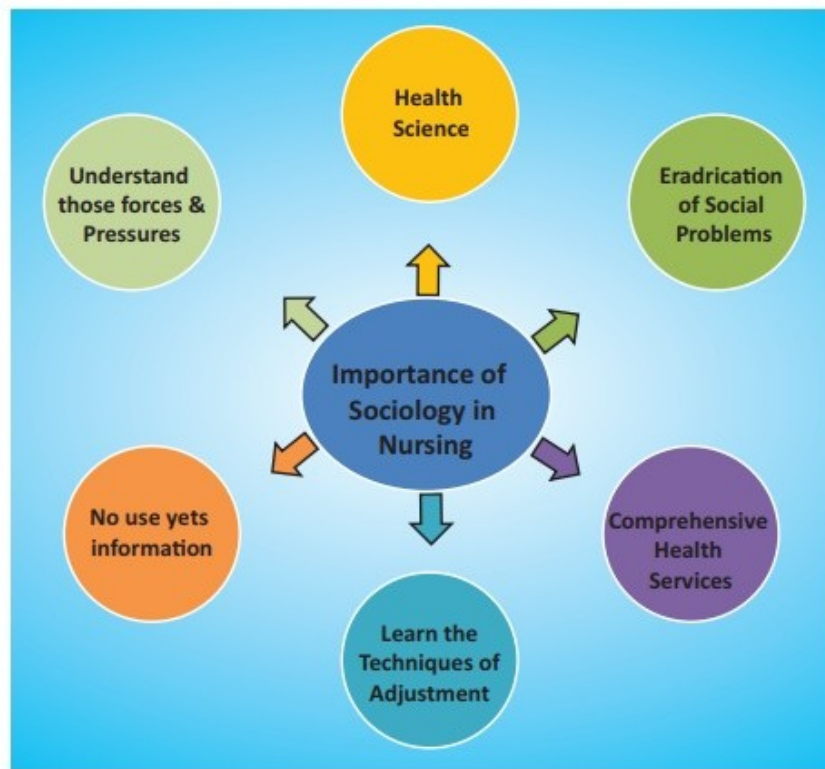 Health
Science
Understand
those forces &
Pressures
Eradrication
of Social
Problems
Importance of
Sociology in
Nursing
No use yets
information
Comprehensive
Health
Services
Learn the
Techniques of
Adjustment